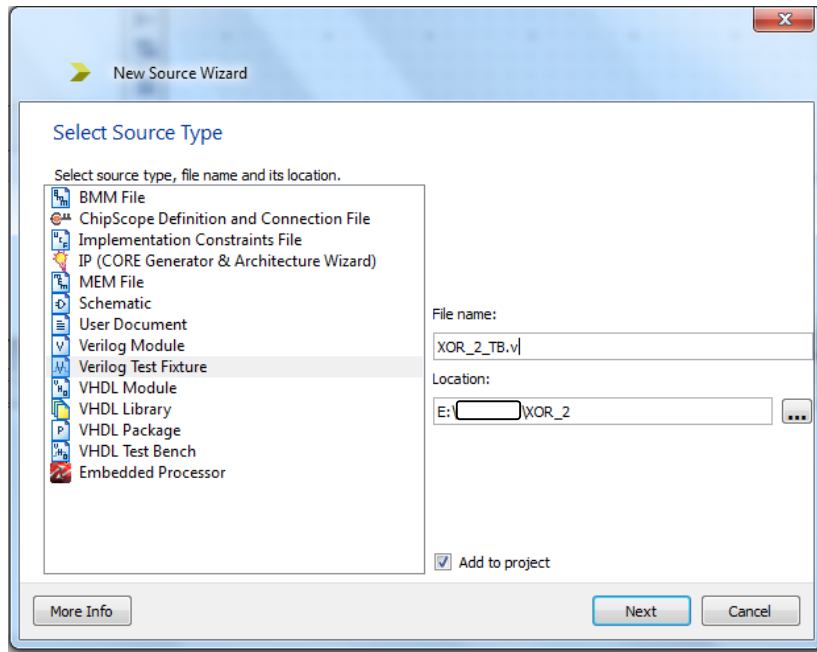 New Source Wizard
Select Source Type
Select source type, file name and its location.
BMM File
ChipScope Definition and Connection File
Implementation Constraints File
IP (CORE Generator & Architecture Wizard)
MEM File
Schematic
User Document
Verilog Module
Verilog Test Fixture
VHDL Module
VHDL Library
VHDL Package
VHDL Test Bench
Embedded Processor
File name:
XOR_2_TB.v
Location:
E:\ \XOR_2
...
Add to project
More Info
Next
Cancel